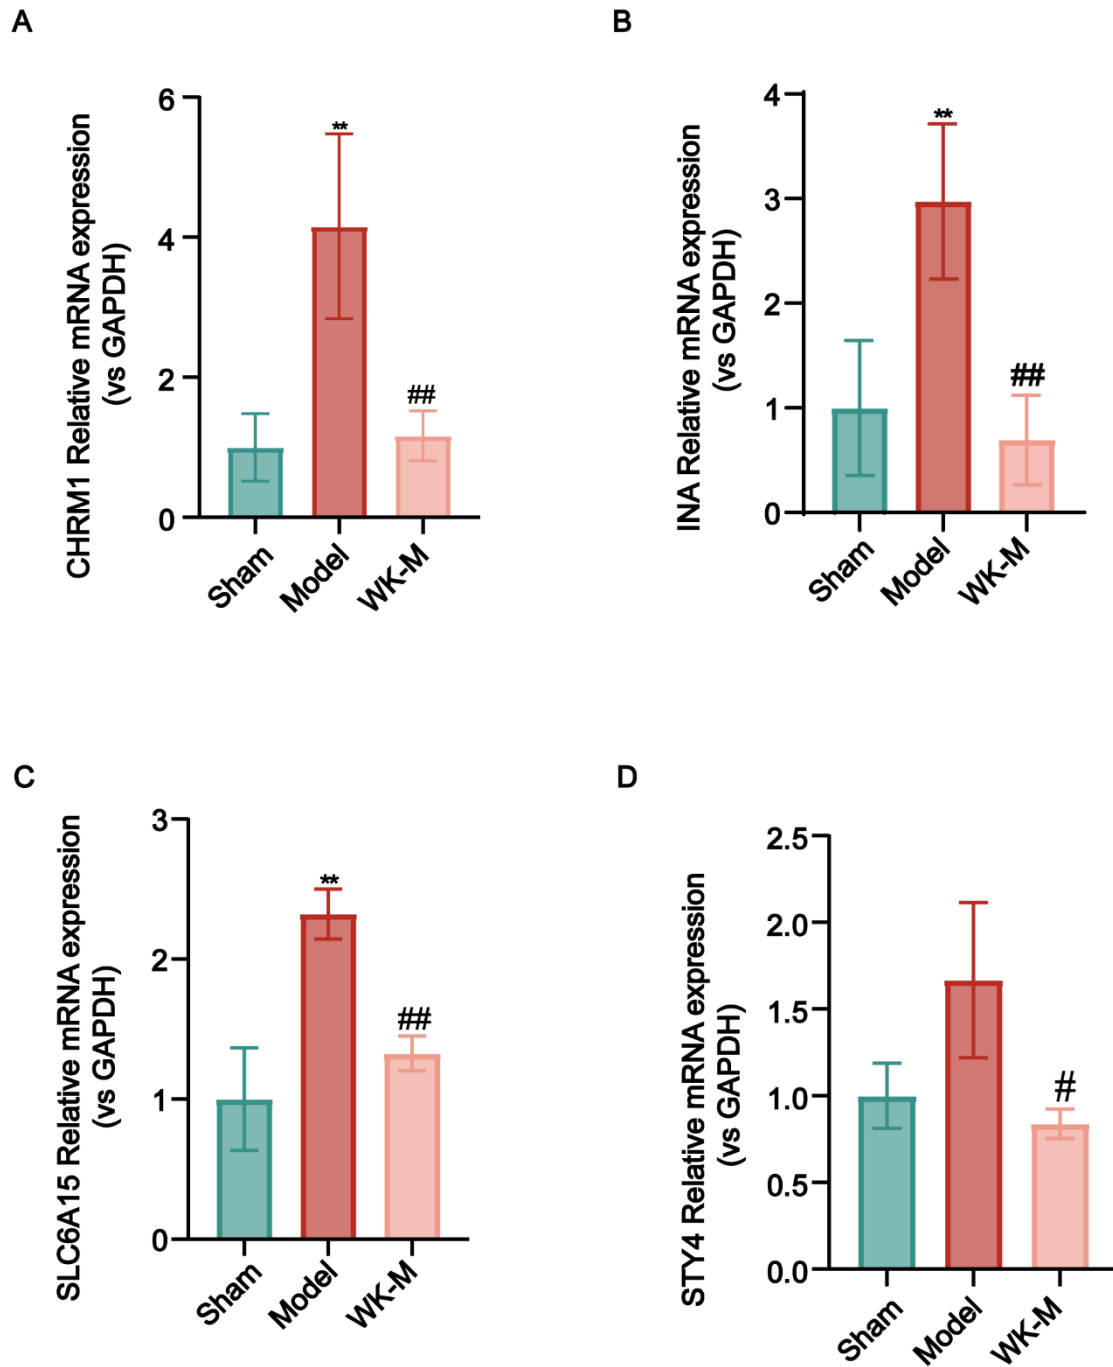 A
CHRM1 Relative mRNA expression
(vs GAPDH)
6
4
2
0
**
##
Sham
Model
WK-M
B
INA Relative mRNA expression
(vs GAPDH)
4
3
2
1
0
**
##
Sham
Model
WK-M
C
SLC6A15 Relative mRNA expression
(vs GAPDH)
3
2
1
0
**
##
Sham
Model
WK-M
D
STY4 Relative mRNA expression
(vs GAPDH)
2.5
2.0
1.5
1.0
0.5
0.0
#
Sham
Model
WK-M